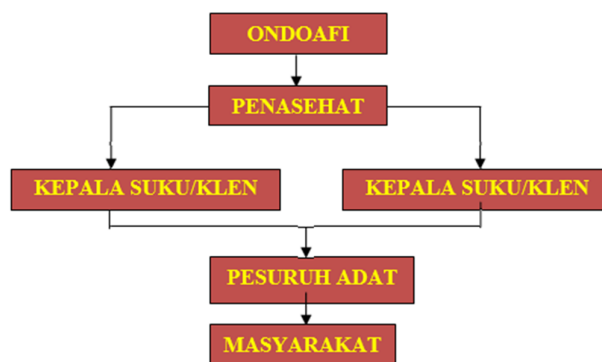 ONDOAFI
PENASEHAT
KEPALA SUKU/KLEN
KEPALA SUKU/KLEN
PESURUH ADAT
MASYARAKAT